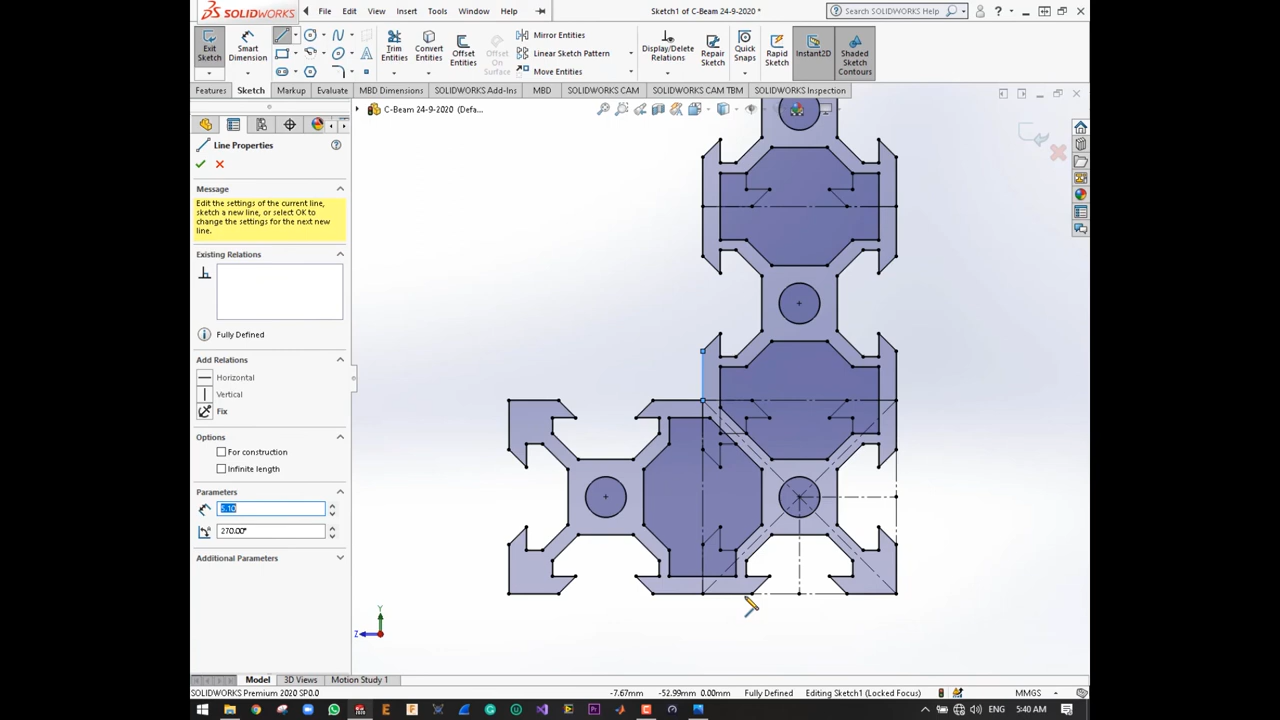 SOLIDWORKS
File Edit View Insert Tools Window Help
Sketch1 of C-Beam 24-9-2020 *
Search SOLIDWORKS Help
?
Exit Sketch
Smart Dimension
Trim Entities
Convert Entities
Offset Entities
Offset On Surface
Mirror Entities
Linear Sketch Pattern
Move Entities
Display/Delete Relations
Repair Sketch
Quick Snaps
Rapid Sketch
Instant2D
Shaded Sketch Contours
Features Sketch Markup Evaluate MBD Dimensions SOLIDWORKS Add-Ins MBD SOLIDWORKS CAM SOLIDWORKS CAM TBM SOLIDWORKS Inspection
C-Beam 24-9-2020 (Defa...
Line Properties
Message
Edit the settings of the current line,
sketch a new line, or select OK to
change the settings for the next new
line.
Existing Relations
Fully Defined
Add Relations
Horizontal
Vertical
Fix
Options
For construction
Infinite length
Parameters
5.10
270.00°
Additional Parameters
Y
Z
Model 3D Views Motion Study 1
SOLIDWORKS Premium 2020 SP0.0
-7.67mm -52.99mm 0.00mm Fully Defined Editing Sketch1 (Locked Focus) MMGS
ENG 5:40 AM